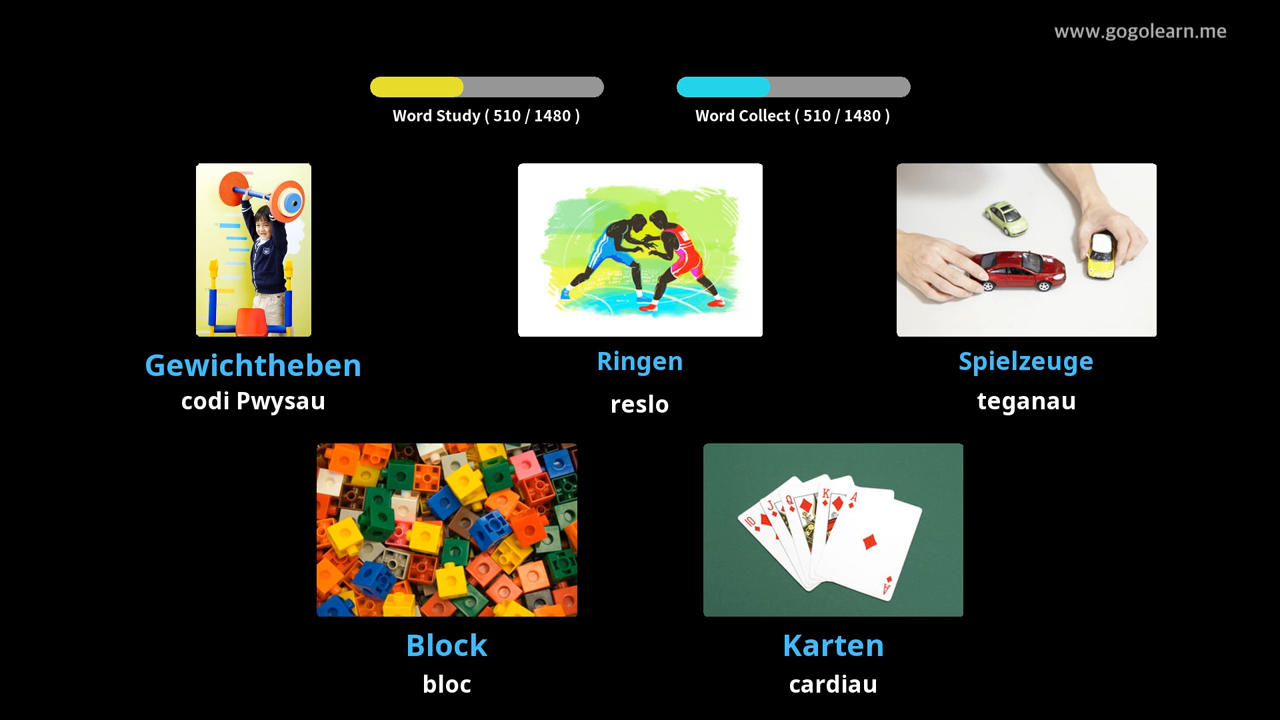 www.gogolearn.me
Word Study ( 510 / 1480 )
Word Collect ( 510 / 1480 )
Gewichtheben
codi Pwysau
Ringen
reslo
Spielzeuge
teganau
10 J Q K A
A
Block
bloc
Karten
cardiau